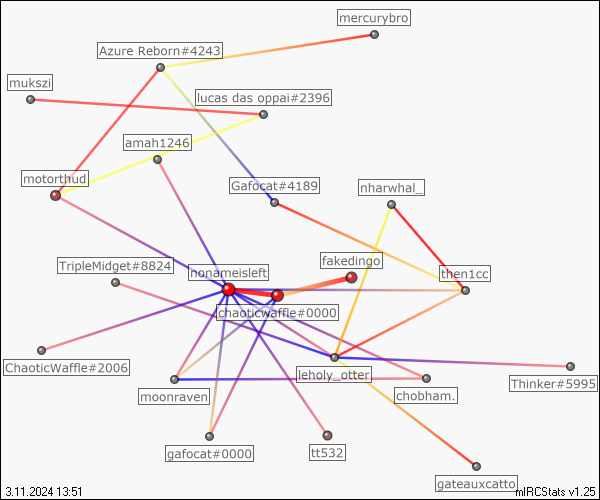 mercurybro
Azure Reborn#4243
mukszi
lucas das oppai#2396
amah1246
motorthud
Gafocat#4189
nharwhal_
TripleMidget#8824
nonameisleft
fakedingo
then1cc
chaoticwaffle#0000
ChaoticWaffle#2006
leholy_otter
Thinker#5995
moonraven
chobham.
gafocat#0000
tt532
gateauxcatto
3.11.2024 13:51
mIRCStats v1.25